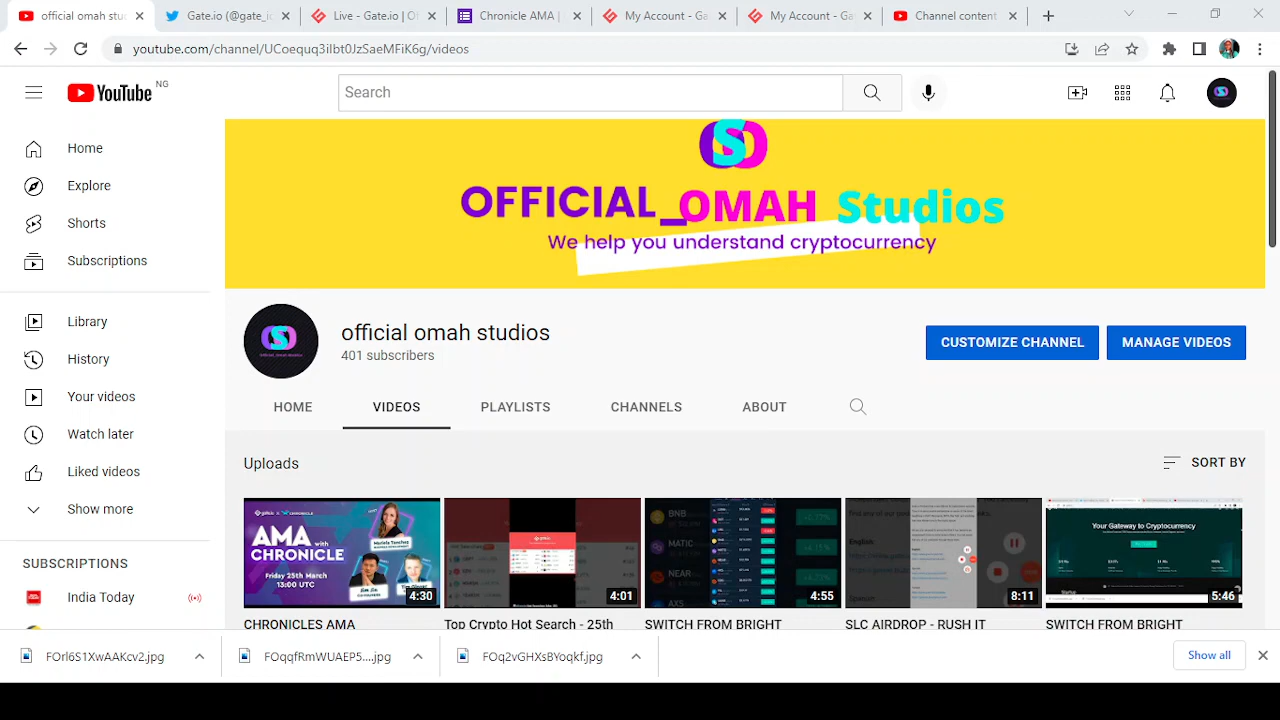 official omah stu
Gate.io (@gate_i
Live - Gate.io | O
Chronicle AMA |
My Account - Ga
My Account - Ga
Channel content
youtube.com/channel/UCoequq3iIbt0JzSaeMFiK6g/videos
YouTube NG
Search
Home
Explore
Shorts
Subscriptions
Library
History
Your videos
Watch later
Liked videos
Show more
SUBSCRIPTIONS
India Today
OFFICIAL_OMAH Studios
We help you understand cryptocurrency
official omah studios
401 subscribers
CUSTOMIZE CHANNEL
MANAGE VIDEOS
HOME
VIDEOS
PLAYLISTS
CHANNELS
ABOUT
Uploads
SORT BY
AMA with
CHRONICLE
Friday 25th March
13:00 UTC
4:30
4:01
BNB
MATIC
NEAR
AXS
4:55
English:
8:11
Your Gateway to Cryptocurrency
5:46
CHRONICLES AMA
Top Crypto Hot Search - 25th
SWITCH FROM BRIGHT
SLC AIRDROP - RUSH IT
SWITCH FROM BRIGHT
FOrl6S1XwAAKcv2.jpg
FOqqfRmWUAEP5....jpg
FOq2vGHXsBYoqkf.jpg
Show all